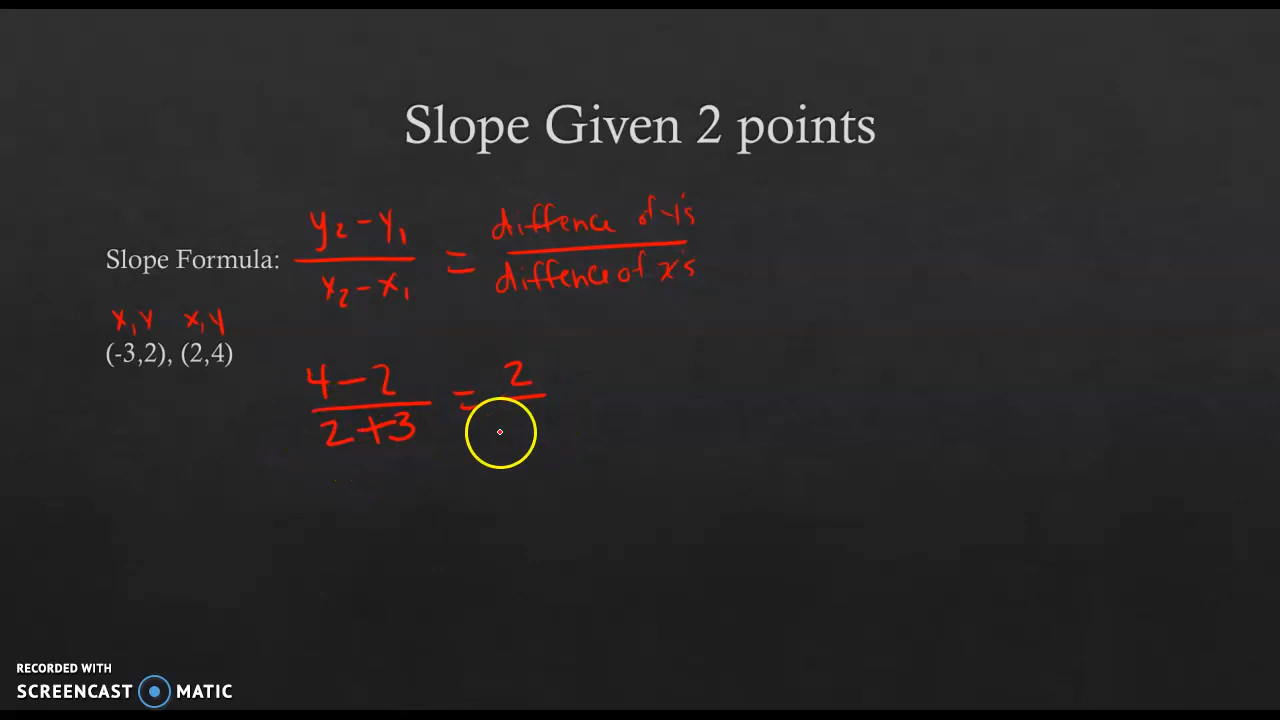 Slope Given 2 points
Slope Formula: y₂-y₁ / x₂-x₁ = diffence of y's / diffence of x's
x,y x,y
(-3,2), (2,4)
4-2 / 2+3 = 2 /
RECORDED WITH
SCREENCAST MATIC